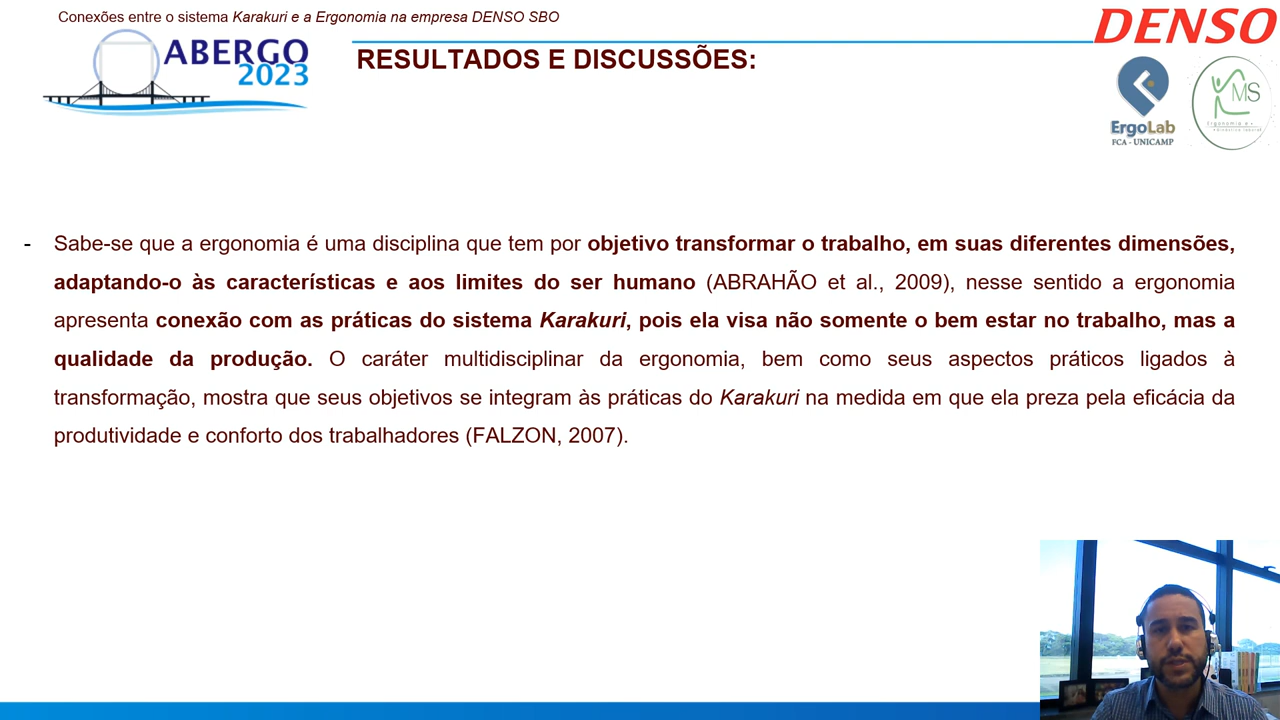 Conexões entre o sistema Karakuri e a Ergonomia na empresa DENSO SBO
ABERGO
2023
RESULTADOS E DISCUSSÕES:
DENSO
ErgoLab
FCA - UNICAMP
MS
- Sabe-se que a ergonomia é uma disciplina que tem por objetivo transformar o trabalho, em suas diferentes dimensões,
adaptando-o às características e aos limites do ser humano (ABRAHÃO et al., 2009), nesse sentido a ergonomia
apresenta conexão com as práticas do sistema Karakuri, pois ela visa não somente o bem estar no trabalho, mas a
qualidade da produção. O caráter multidisciplinar da ergonomia, bem como seus aspectos práticos ligados à
transformação, mostra que seus objetivos se integram às práticas do Karakuri na medida em que ela preza pela eficácia da
produtividade e conforto dos trabalhadores (FALZON, 2007).